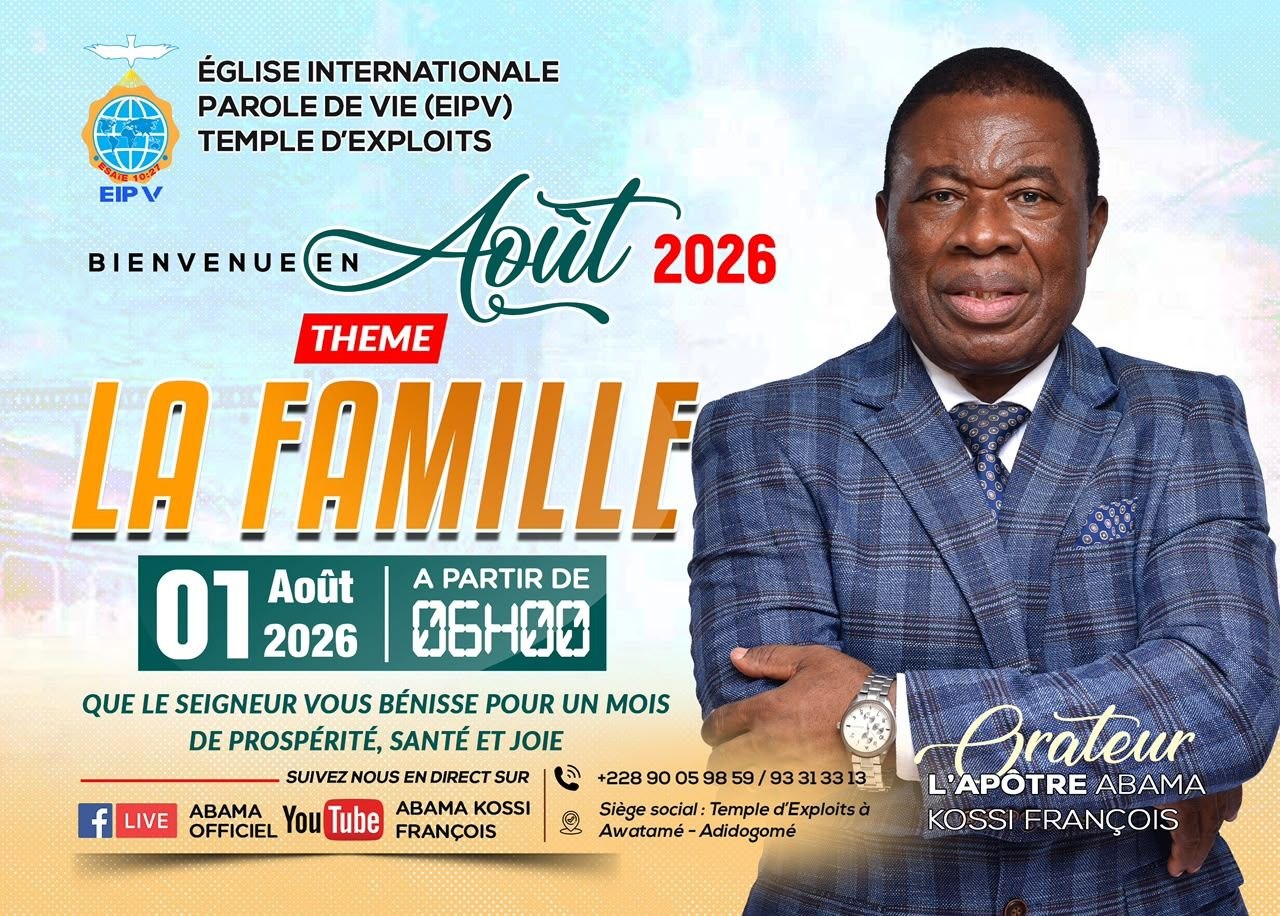 ÉGLISE INTERNATIONALE
PAROLE DE VIE (EIPV)
TEMPLE D'EXPLOITS
ESAÏE 10:27
EIPV
BIENVENUE EN Août 2026
THEME
LA FAMILLE
01 Août 2026
A PARTIR DE
06H00
QUE LE SEIGNEUR VOUS BÉNISSE POUR UN MOIS
DE PROSPÉRITÉ, SANTÉ ET JOIE
SUIVEZ NOUS EN DIRECT SUR
f LIVE
ABAMA
OFFICIEL
YouTube
ABAMA KOSSI
FRANÇOIS
+228 90 05 98 59 / 93 31 33 13
Siège social : Temple d'Exploits à
Awatamé - Adidogomé
Orateur
L'APÔTRE ABAMA
KOSSI FRANÇOIS